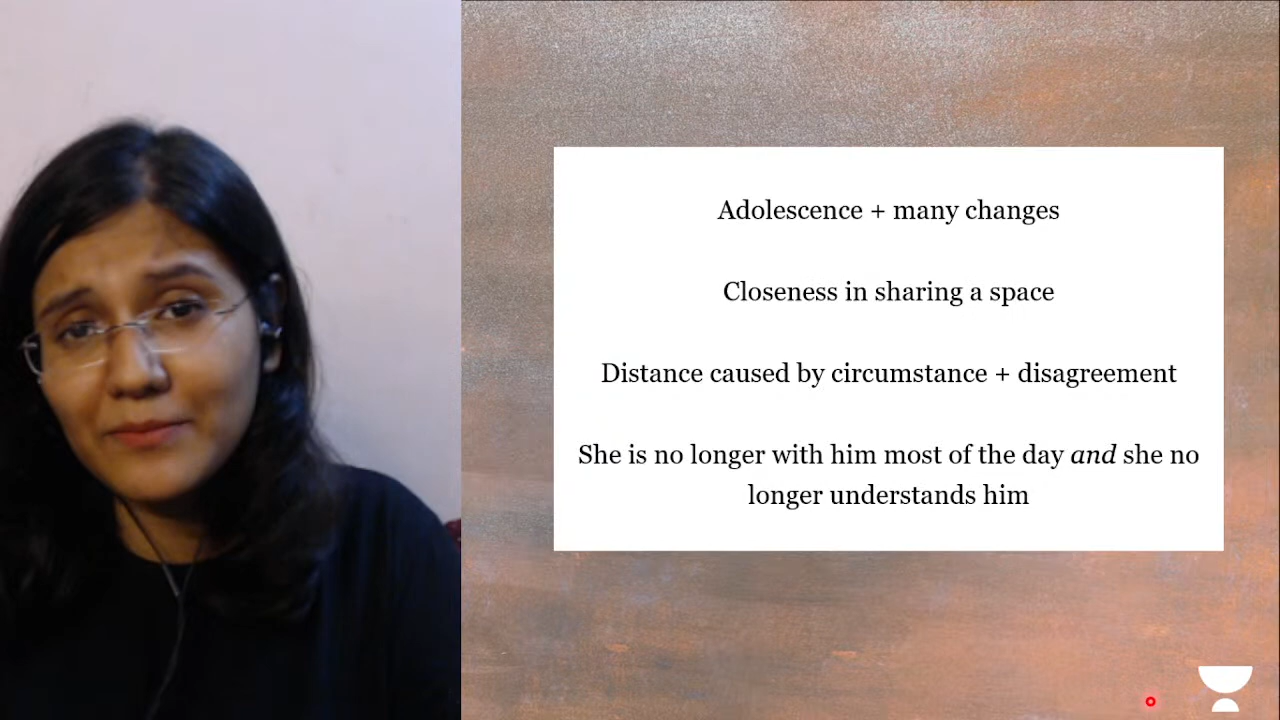 Adolescence + many changes
Closeness in sharing a space
Distance caused by circumstance + disagreement
She is no longer with him most of the day and she no
longer understands him